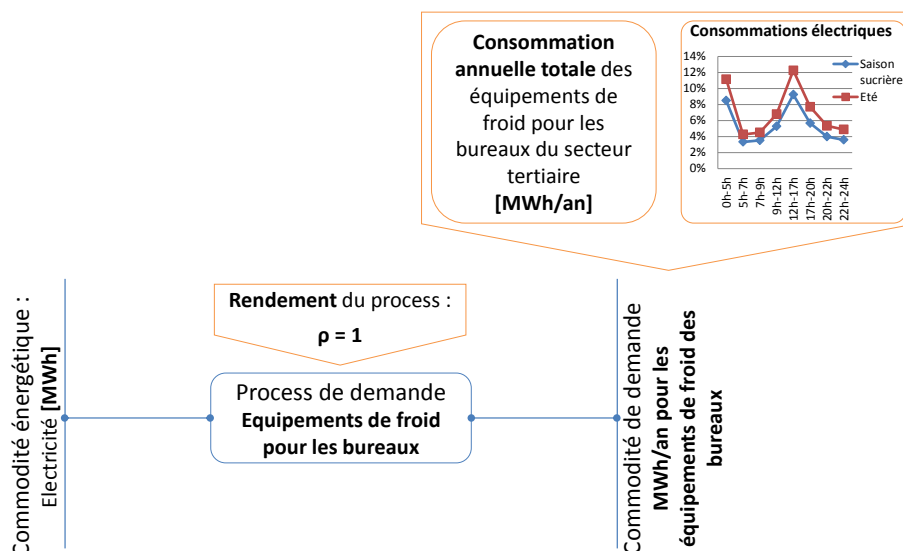 Consommation
annuelle totale des
équipements de
froid pour les
bureaux du secteur
tertiaire
[MWh/an]
Consommations électriques
14%
12%
10%
8%
6%
4%
2%
0%
0h-5h
5h-7h
7h-9h
9h-12h
12h-17h
17h-20h
20h-22h
22h-24h
Saison
sucrière
Eté
Commodité énergétique :
Electricité [MWh]
Rendement du process :
ρ = 1
Process de demande
Equipements de froid
pour les bureaux
Commodité de demande
MWh/an pour les
équipements de froid des
bureaux